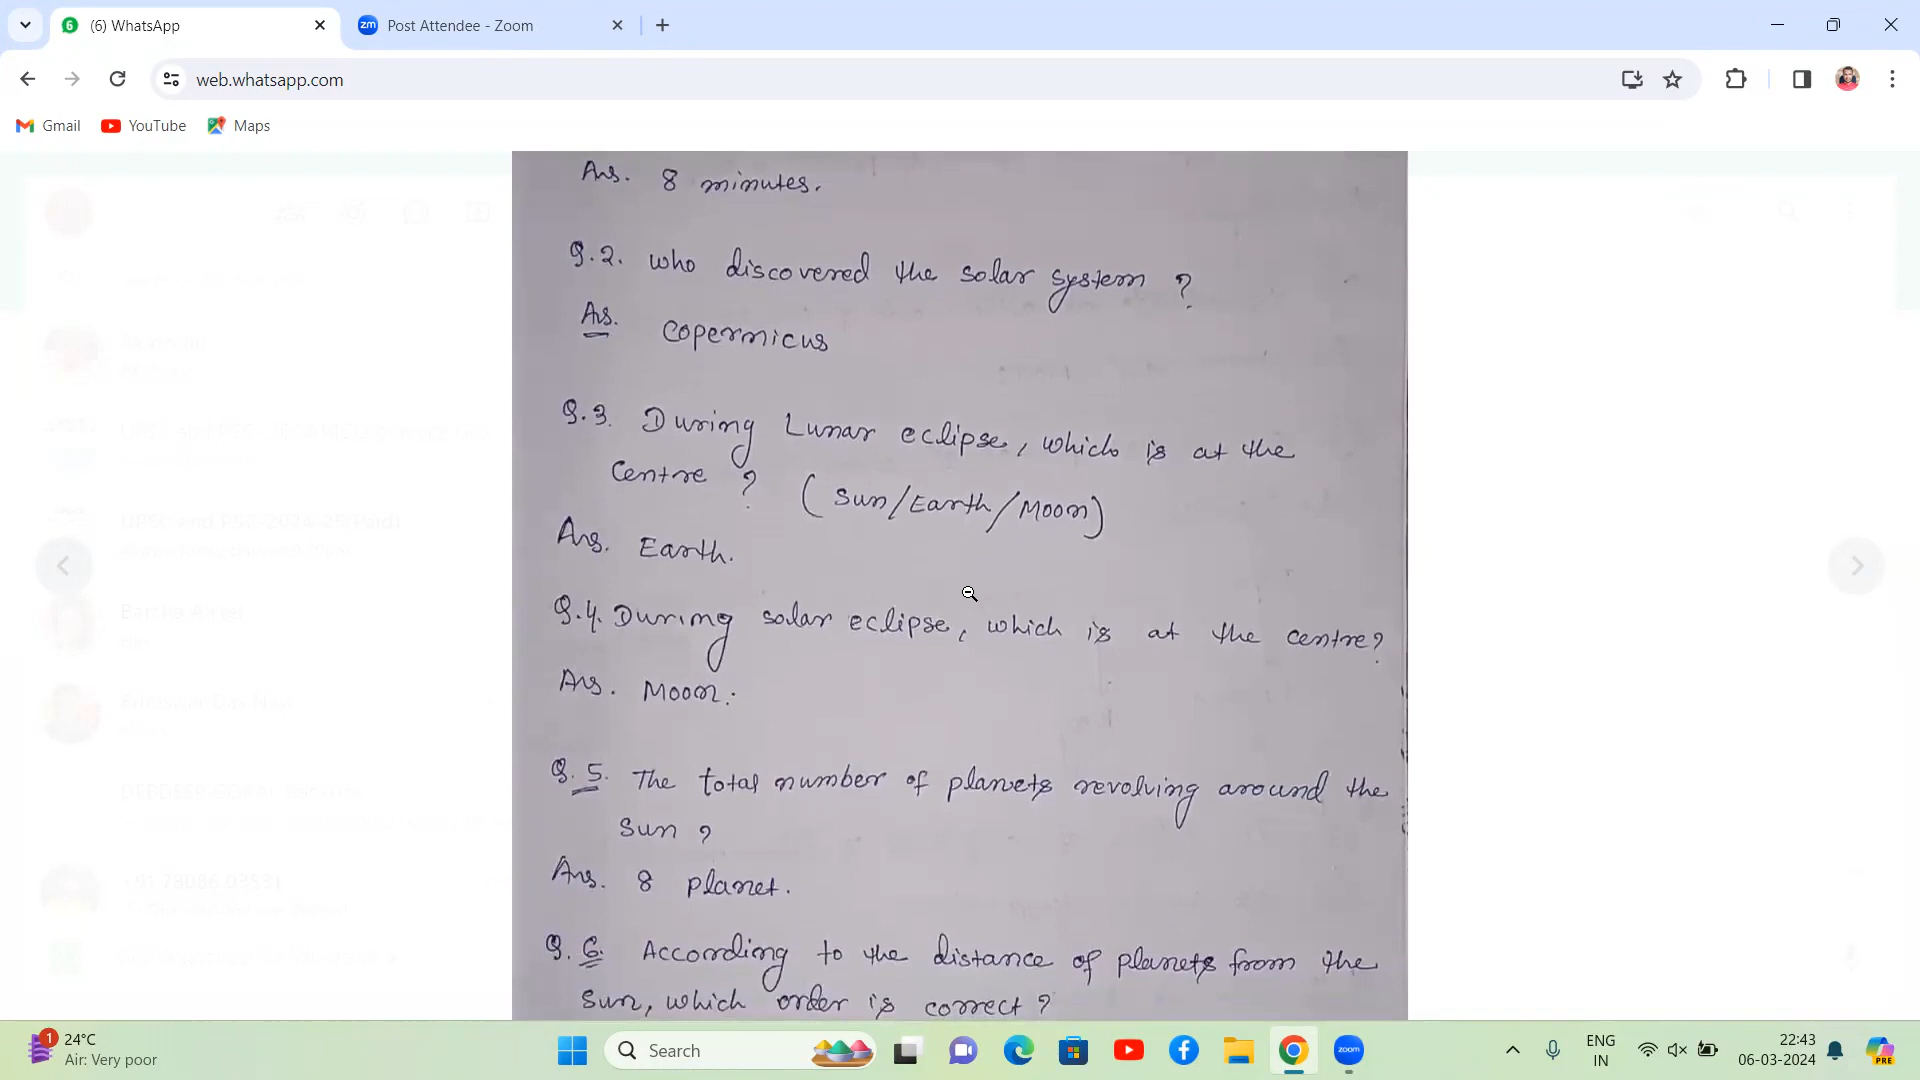 (6) WhatsApp
Post Attendee - Zoom
web.whatsapp.com
Gmail
YouTube
Maps
Ans. 8 minutes.
Q.2. who discovered the solar system ?
Ans. Copernicus
Q.3. During Lunar eclipse, which is at the
Centre ? (Sun/Earth/Moon)
Ans. Earth.
Q.4. During solar eclipse, which is at the centre?
Ans. Moon.
Q.5. The total number of planets revolving around the
Sun ?
Ans. 8 planet.
Q.6. According to the distance of planets from the
Sun, which order is correct ?
1
24°C
Air: Very poor
Search
zoom
ENG
IN
22:43
06-03-2024
PRE